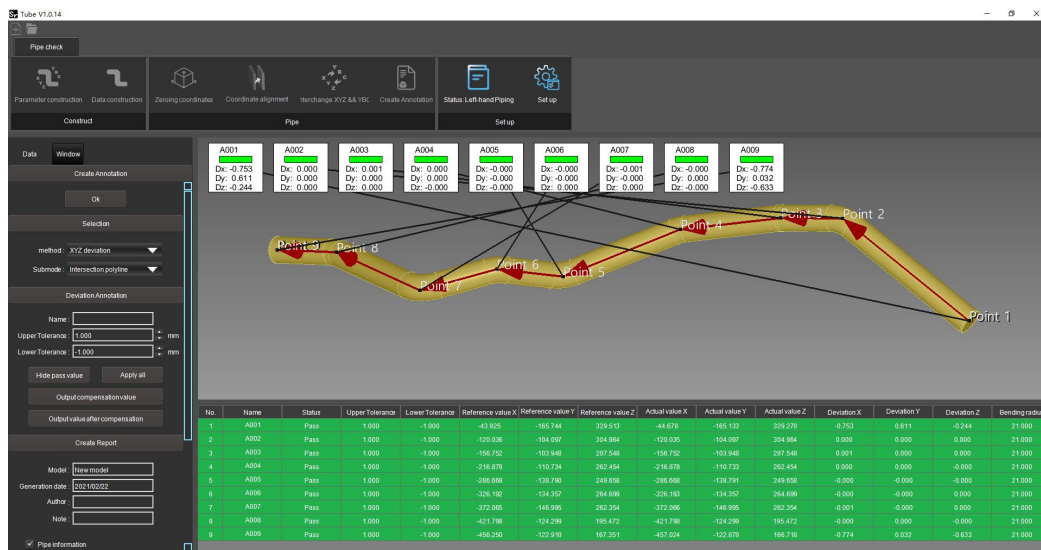 Tube V1.0.14
Pipe check
Parameter construction Data construction Zeroing coordinates Coordinate alignment nterchange XYZ && YBC Create Annotation Status: Left-hand Piping Set up
Construct Pipe Set up
Data Window
Create Annotation
Ok
Selection
method: XYZ deviation
Submode: Intersection polyline
Deviation Annotation
Name:
Upper Tolerance: 1.000 mm
Lower Tolerance: -1.000 mm
Hide pass value Apply all
Output compensation value
Output value after compensation
Create Report
Model: New model
Generation date: 2021/02/22
Author:
Note:
Pipe information
A001 A002 A003 A004 A005 A006 A007 A008 A009
Dx: -0.753 Dx: 0.000 Dx: 0.001 Dx: 0.000 Dx: -0.000 Dx: -0.000 Dx: -0.001 Dx: -0.000 Dx: -0.774
Dy: 0.611 Dy: 0.000 Dy: 0.000 Dy: 0.000 Dy: -0.000 Dy: 0.000 Dy: -0.000 Dy: 0.000 Dy: 0.032
Dz: -0.244 Dz: 0.000 Dz: 0.000 Dz: -0.000 Dz: -0.000 Dz: 0.000 Dz: 0.000 Dz: -0.000 Dz: -0.633
Point 9 Point 8 Point 7 Point 6 Point 5 Point 4 Point 3 Point 2
Point 1
No. Name Status Upper Tolerance Lower Tolerance Reference value X Reference value Y Reference value Z Actual value X Actual value Y Actual value Z Deviation X Deviation Y Deviation Z Bending radiu
1 A001 Pass 1.000 -1.000 -43.925 -165.744 329.513 -44.678 -165.133 329.270 -0.753 0.611 -0.244 21.000
2 A002 Pass 1.000 -1.000 -120.036 -104.097 304.964 -120.035 -104.097 304.964 0.000 0.000 0.000 21.000
3 A003 Pass 1.000 -1.000 -156.752 -103.948 287.548 -156.752 -103.948 287.548 0.001 0.000 0.000 21.000
4 A004 Pass 1.000 -1.000 -216.878 -110.734 262.454 -216.878 -110.733 262.454 0.000 0.000 -0.000 21.000
5 A005 Pass 1.000 -1.000 -286.668 -138.790 249.658 -286.668 -138.791 249.658 -0.000 -0.000 -0.000 21.000
6 A006 Pass 1.000 -1.000 -326.192 -134.357 264.699 -326.193 -134.357 264.699 -0.000 0.000 0.000 21.000
7 A007 Pass 1.000 -1.000 -372.065 -146.995 262.354 -372.066 -146.995 262.354 -0.001 -0.000 0.000 21.000
8 A008 Pass 1.000 -1.000 -421.798 -124.299 195.472 -421.798 -124.299 195.472 -0.000 0.000 -0.000 21.000
9 A009 Pass 1.000 -1.000 -456.250 -122.910 167.351 -457.024 -122.878 166.718 -0.774 0.032 -0.633 21.000